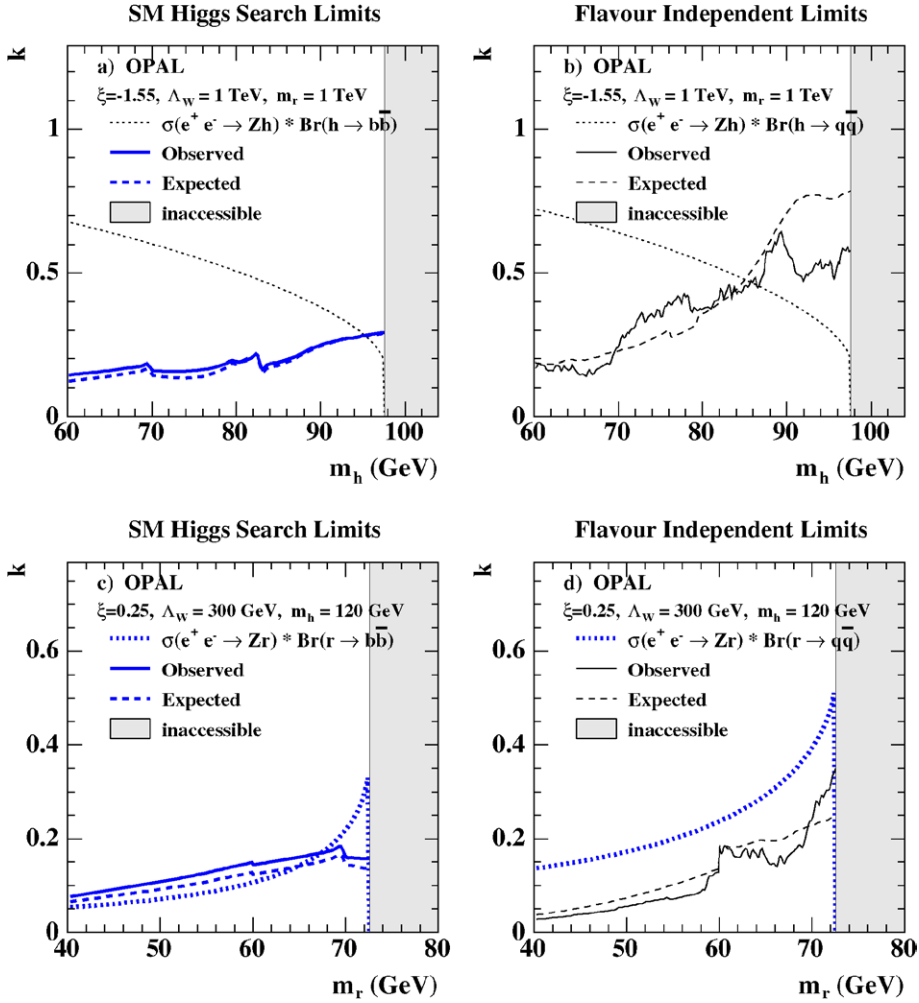 SM Higgs Search Limits
k
a) OPAL
ξ=-1.55, Λ_W = 1 TeV, m_r = 1 TeV
σ(e⁺ e⁻ → Zh) * Br(h → bb̅)
Observed
Expected
inaccessible
1
0.5
0
60 70 80 90 100
m_h (GeV)
Flavour Independent Limits
k
b) OPAL
ξ=-1.55, Λ_W = 1 TeV, m_r = 1 TeV
σ(e⁺ e⁻ → Zh) * Br(h → qq̅)
Observed
Expected
inaccessible
1
0.5
0
60 70 80 90 100
m_h (GeV)
SM Higgs Search Limits
k
c) OPAL
ξ=0.25, Λ_W = 300 GeV, m_h = 120 GeV
σ(e⁺ e⁻ → Zr) * Br(r → bb̅)
Observed
Expected
inaccessible
0.6
0.4
0.2
0
40 50 60 70 80
m_r (GeV)
Flavour Independent Limits
k
d) OPAL
ξ=0.25, Λ_W = 300 GeV, m_h = 120 GeV
σ(e⁺ e⁻ → Zr) * Br(r → qq̅)
Observed
Expected
inaccessible
0.6
0.4
0.2
0
40 50 60 70 80
m_r (GeV)